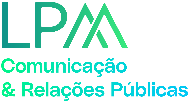 LPM
Comunicação
& Relações Públicas